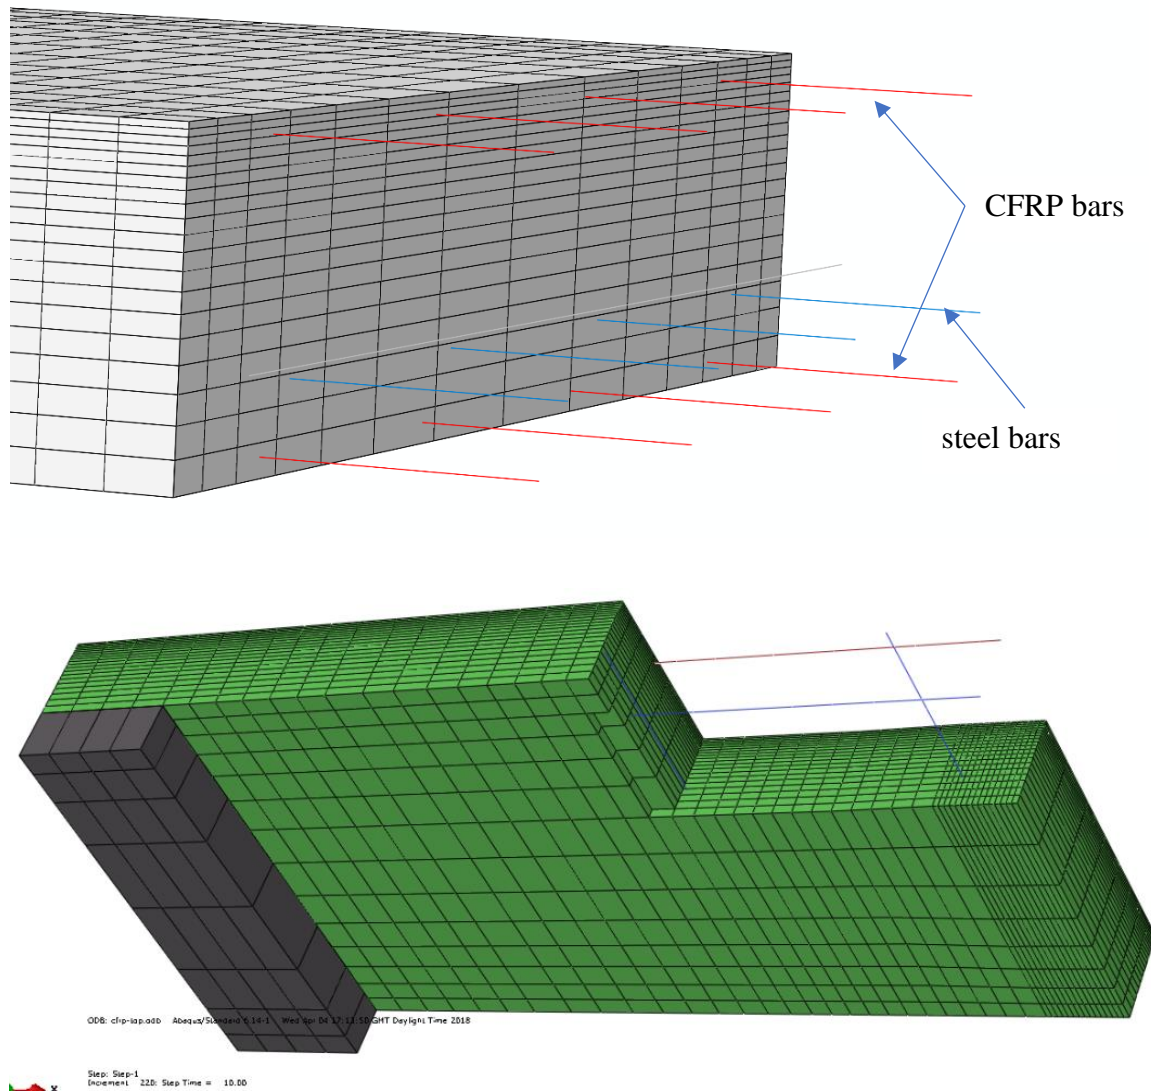 CFRP bars
steel bars
ODB: cfrp-lap.odb Abaqus/Standard 6.14-1 Wed Apr 04 17:13:50 GMT Daylight Time 2018
Step: Step-1
Increment 220: Step Time = 10.00
X